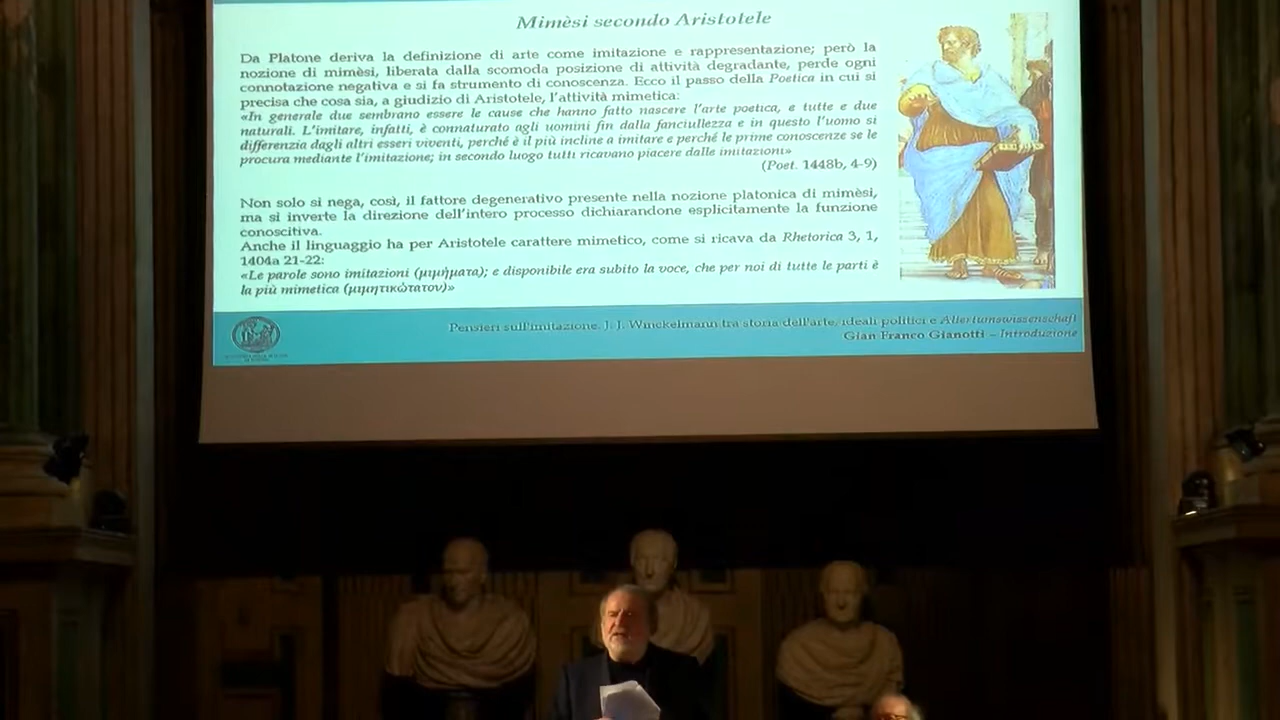 Mimèsi secondo Aristotele
Da Platone deriva la definizione di arte come imitazione e rappresentazione; però la
nozione di mimèsi, liberata dalla scomoda posizione di attività degradante, perde ogni
connotazione negativa e si fa strumento di conoscenza. Ecco il passo della Poetica in cui si
precisa che cosa sia, a giudizio di Aristotele, l'attività mimetica:
«In generale due sembrano essere le cause che hanno fatto nascere l'arte poetica, e tutte e due
naturali. L'imitare, infatti, è connaturato agli uomini fin dalla fanciullezza e in questo l'uomo si
differenzia dagli altri esseri viventi, perché è il più incline a imitare e perché le prime conoscenze se le
procura mediante l'imitazione; in secondo luogo tutti ricavano piacere dalle imitazioni»
(Poet. 1448b, 4-9)
Non solo si nega, così, il fattore degenerativo presente nella nozione platonica di mimèsi,
ma si inverte la direzione dell'intero processo dichiarandone esplicitamente la funzione
conoscitiva.
Anche il linguaggio ha per Aristotele carattere mimetico, come si ricava da Rhetorica 3, 1,
1404a 21-22:
«Le parole sono imitazioni (μιμήματα); e disponibile era subito la voce, che per noi di tutte le parti è
la più mimetica (μιμητικώτατον)»
Pensieri sull'imitazione. J. J. Winckelmann tra storia dell'arte, ideali politici e Altertumswissenschaft
Gian Franco Gianotti – Introduzione